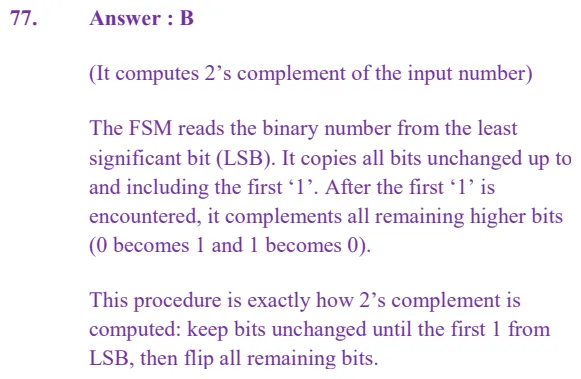 77. Answer : B
(It computes 2’s complement of the input number)
The FSM reads the binary number from the least
significant bit (LSB). It copies all bits unchanged up to
and including the first ‘1’. After the first ‘1’ is
encountered, it complements all remaining higher bits
(0 becomes 1 and 1 becomes 0).
This procedure is exactly how 2’s complement is
computed: keep bits unchanged until the first 1 from
LSB, then flip all remaining bits.